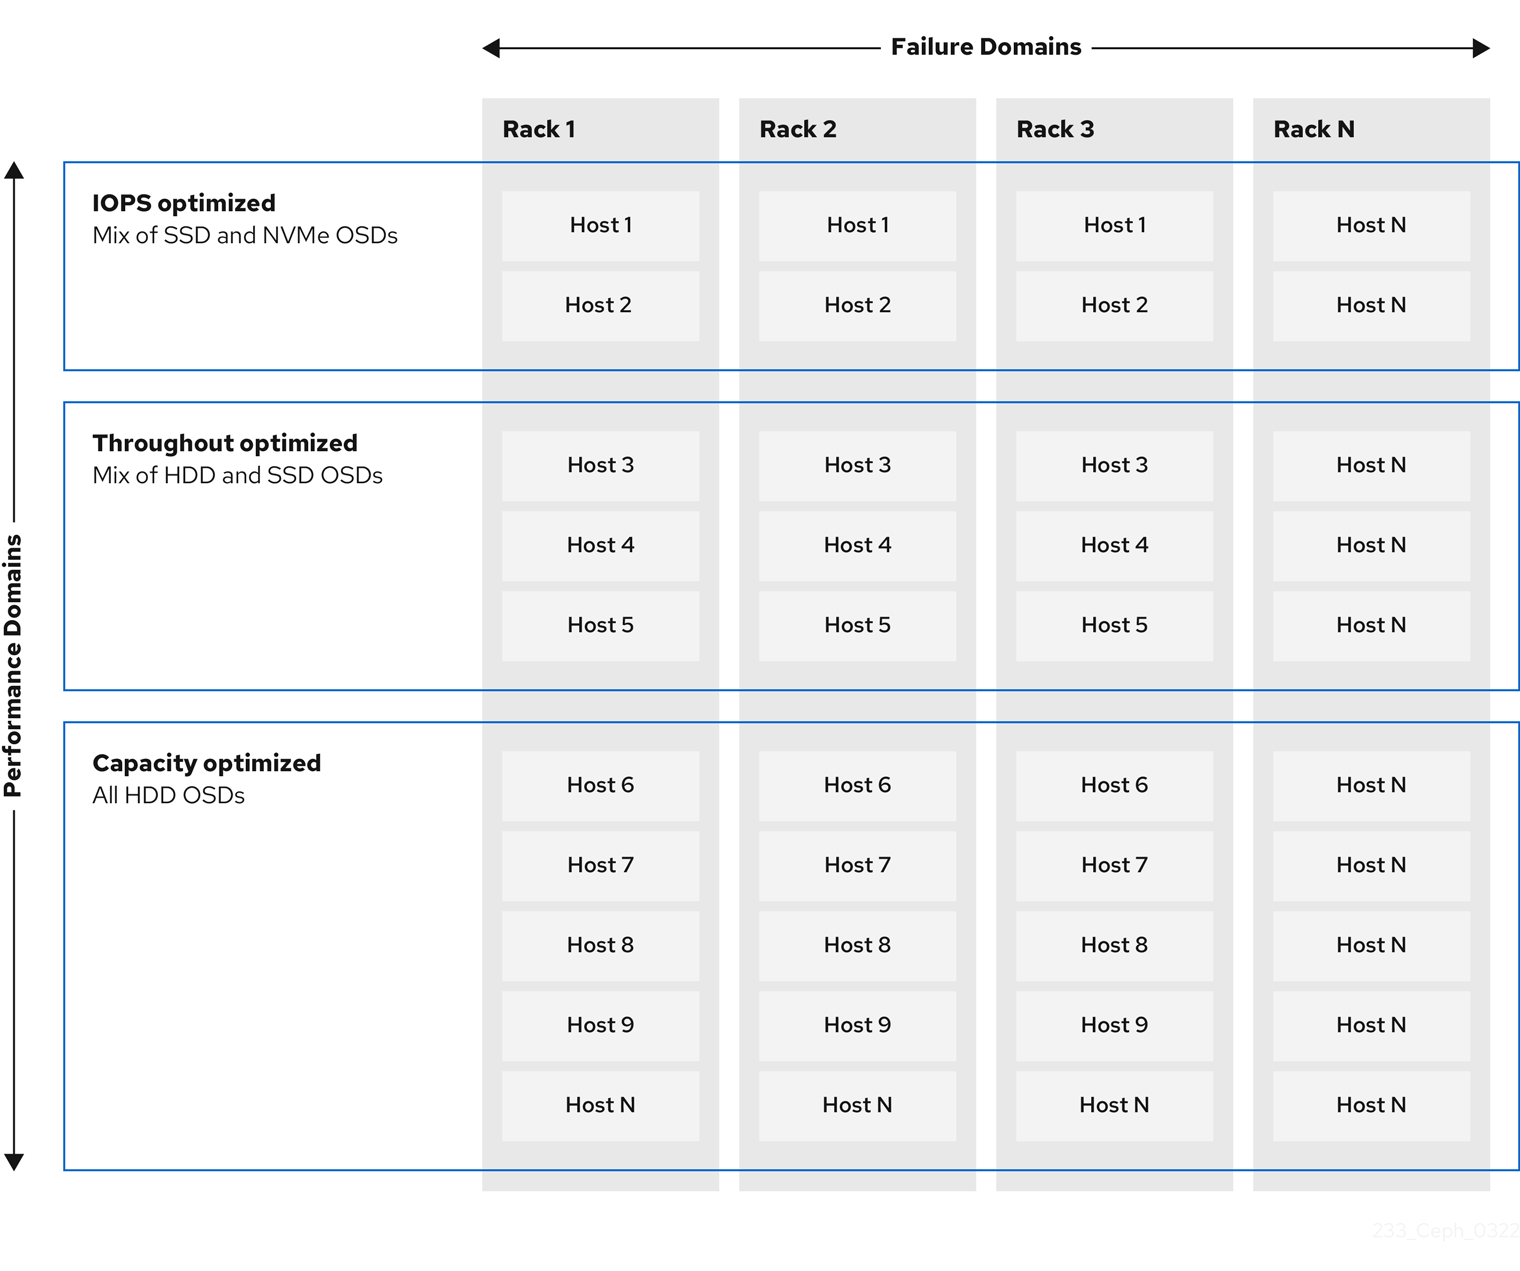 Failure Domains
Rack 1 Rack 2 Rack 3 Rack N
Performance Domains
IOPS optimized
Mix of SSD and NVMe OSDs
Host 1 Host 1 Host 1 Host N
Host 2 Host 2 Host 2 Host N
Throughout optimized
Mix of HDD and SSD OSDs
Host 3 Host 3 Host 3 Host N
Host 4 Host 4 Host 4 Host N
Host 5 Host 5 Host 5 Host N
Capacity optimized
All HDD OSDs
Host 6 Host 6 Host 6 Host N
Host 7 Host 7 Host 7 Host N
Host 8 Host 8 Host 8 Host N
Host 9 Host 9 Host 9 Host N
Host N Host N Host N Host N
233_Ceph_0322